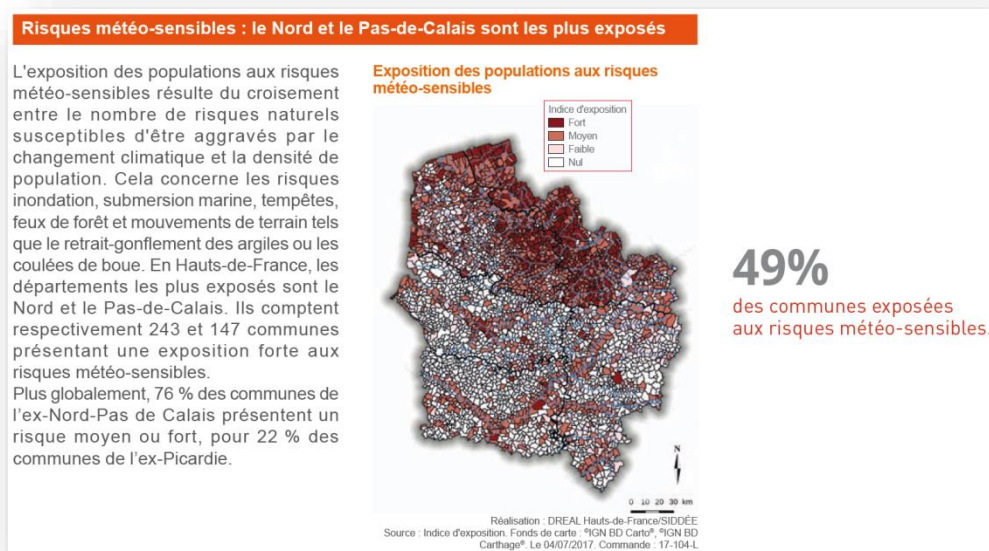 Risques météo-sensibles : le Nord et le Pas-de-Calais sont les plus exposés
L'exposition des populations aux risques
météo-sensibles résulte du croisement
entre le nombre de risques naturels
susceptibles d'être aggravés par le
changement climatique et la densité de
population. Cela concerne les risques
inondation, submersion marine, tempêtes,
feux de forêt et mouvements de terrain tels
que le retrait-gonflement des argiles ou les
coulées de boue. En Hauts-de-France, les
départements les plus exposés sont le
Nord et le Pas-de-Calais. Ils comptent
respectivement 243 et 147 communes
présentant une exposition forte aux
risques météo-sensibles.
Plus globalement, 76 % des communes de
l'ex-Nord-Pas de Calais présentent un
risque moyen ou fort, pour 22 % des
communes de l'ex-Picardie.
Exposition des populations aux risques
météo-sensibles
Indice d'exposition
Fort
Moyen
Faible
Nul
N
0 10 20 30 km
Réalisation : DREAL Hauts-de-France/SIDDÉE
Source : Indice d'exposition. Fonds de carte : ©IGN BD Carto®, ©IGN BD
Carthage®. Le 04/07/2017. Commande : 17-104-L
49%
des communes exposées
aux risques météo-sensibles.